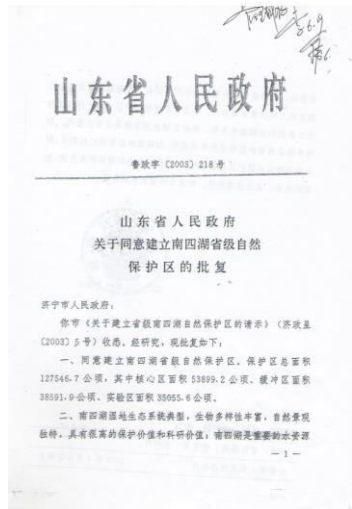 山东省人民政府
鲁政字〔2003〕218号
山东省人民政府
关于同意建立南四湖省级自然
保护区的批复
济宁市人民政府：
你市《关于建立省级南四湖自然保护区的请示》（济政呈
〔2003〕5号）收悉。经研究，现批复如下：
一、同意建立南四湖省级自然保护区。保护区总面积
127546.7公顷，其中核心区面积53899.2公顷、缓冲区面积
38591.9公顷、实验区面积35055.6公顷。
二、南四湖湿地生态系统典型，生物多样性丰富，自然景观
独特，具有很高的保护价值和科研价值；南四湖是重要的水资源
—1—